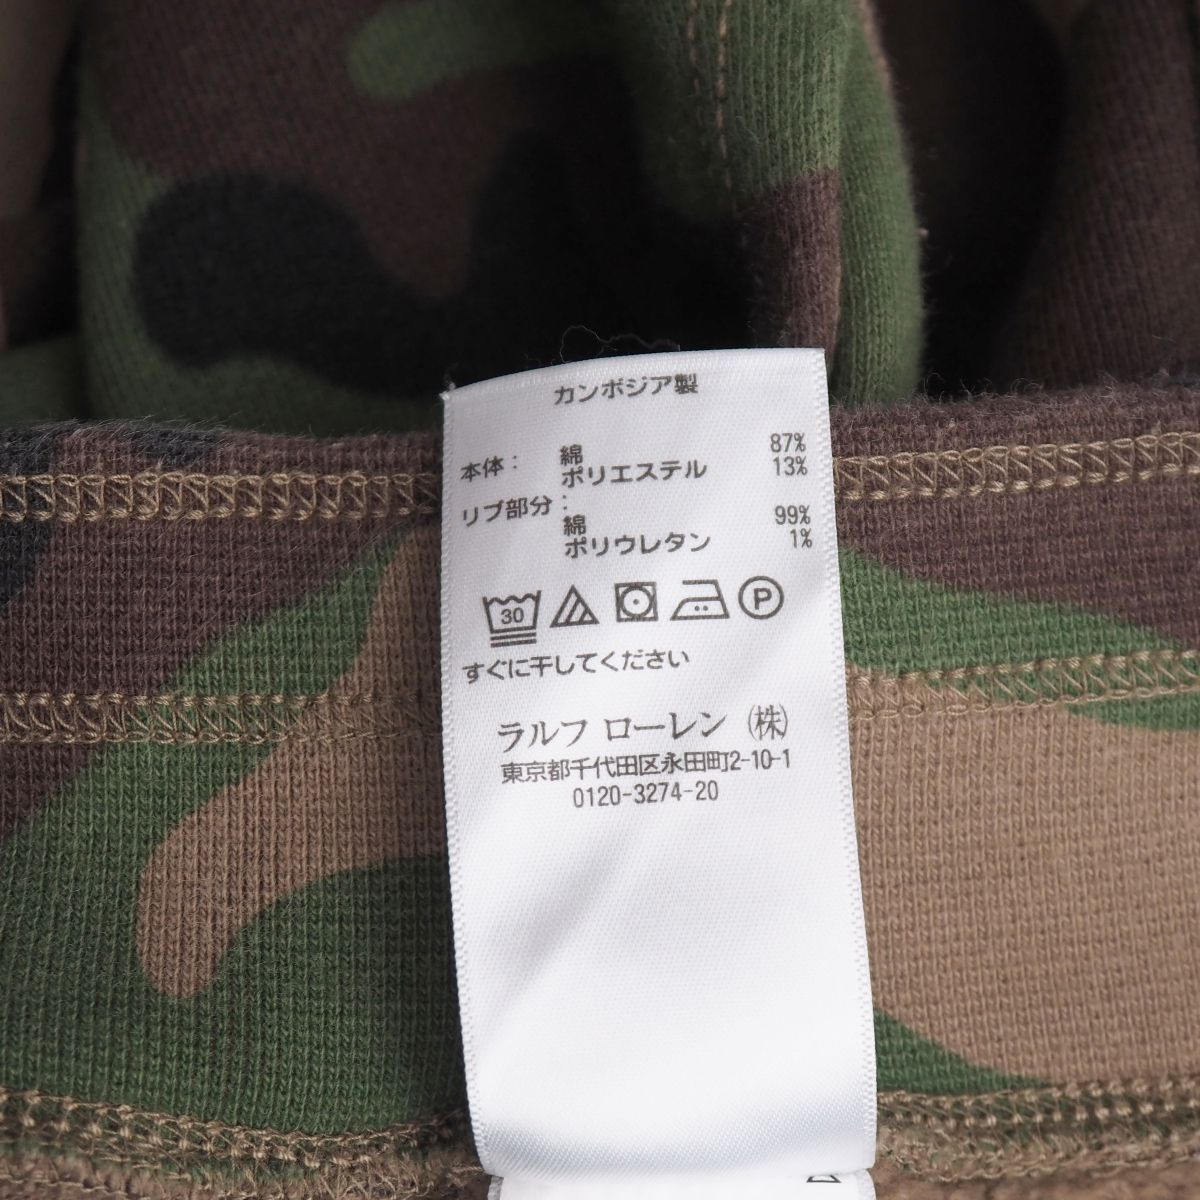 カンボジア製
本体: 綿 87%
ポリエステル 13%
リブ部分:
綿 99%
ポリウレタン 1%
30 P
すぐに干してください
ラルフ ローレン (株)
東京都千代田区永田町2-10-1
0120-3274-20